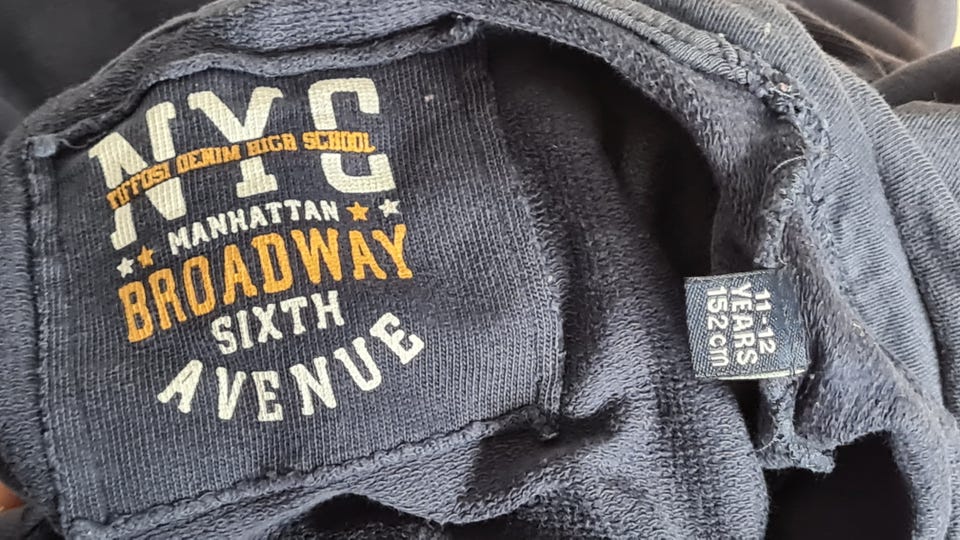 NYC
TIFFOSI DENIM HIGH SCHOOL
MANHATTAN
BROADWAY
SIXTH
AVENUE
11-12
YEARS
152cm